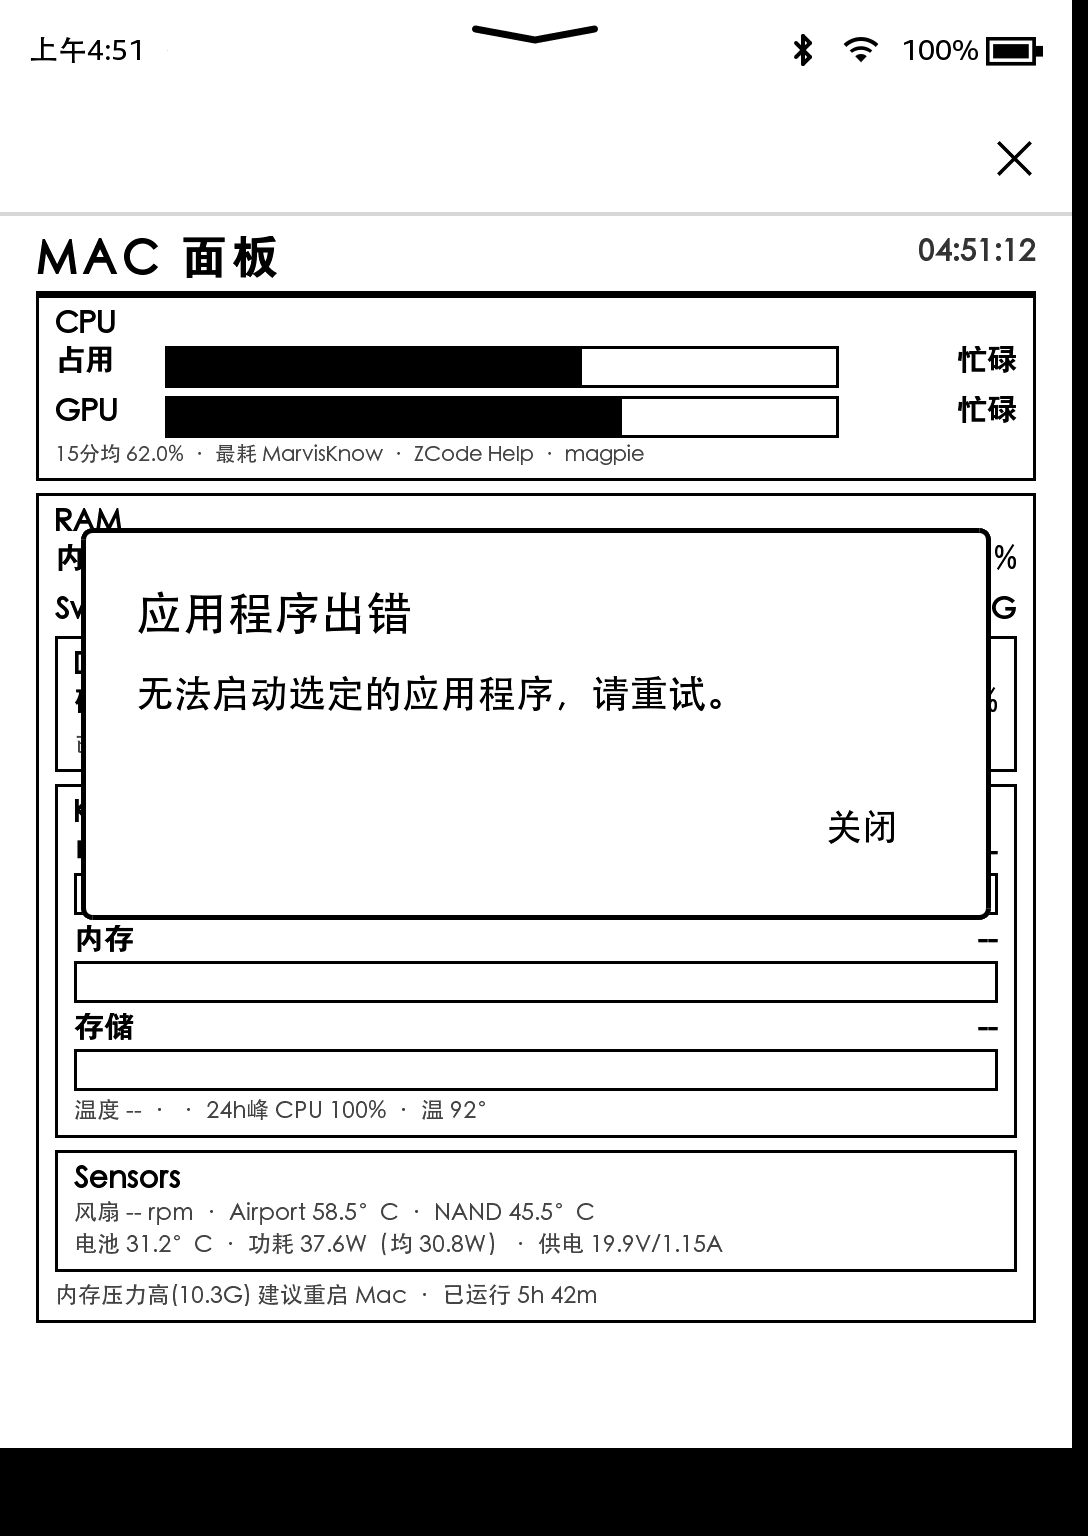 上午4:51
100%
MAC 面板
04:51:12
CPU
占用
忙碌
GPU
忙碌
15分均 62.0% · 最耗 MarvisKnow · ZCode Help · magpie
RAM
内
%
G
应用程序出错
无法启动选定的应用程序，请重试。
关闭
内存
--
存储
--
温度 -- · · 24h峰 CPU 100% · 温 92°
Sensors
风扇 -- rpm · Airport 58.5° C · NAND 45.5° C
电池 31.2° C · 功耗 37.6W（均 30.8W） · 供电 19.9V/1.15A
内存压力高(10.3G) 建议重启 Mac · 已运行 5h 42m